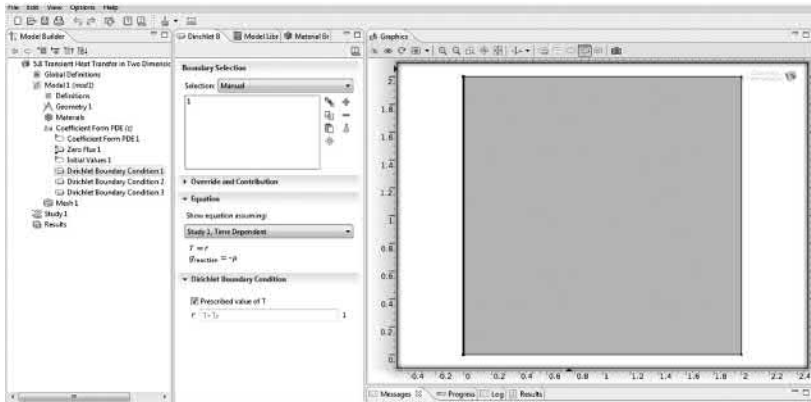 File Edit View Options Help
Model Builder
5.8 Transient Heat Transfer in Two Dimensic
Global Definitions
Model 1 (mod1)
Definitions
Geometry 1
Materials
Coefficient Form PDE (c)
Coefficient Form PDE 1
Zero Flux 1
Initial Values 1
Dirichlet Boundary Condition 1
Dirichlet Boundary Condition 2
Dirichlet Boundary Condition 3
Mesh 1
Study 1
Results
Dirichlet B
Model Libr
Material Br
Boundary Selection
Selection: Manual
1
Override and Contribution
Equation
Show equation assuming:
Study 1, Time Dependent
T = r
g reaction = -μ
Dirichlet Boundary Condition
Prescribed value of T
r
1
Graphics
2
1.8
1.6
1.4
1.2
1
0.8
0.6
0.4
0.2
0
-0.4 -0.2 0 0.2 0.4 0.6 0.8 1 1.2 1.4 1.6 1.8 2 2.2 2.4
Messages Progress Log Results